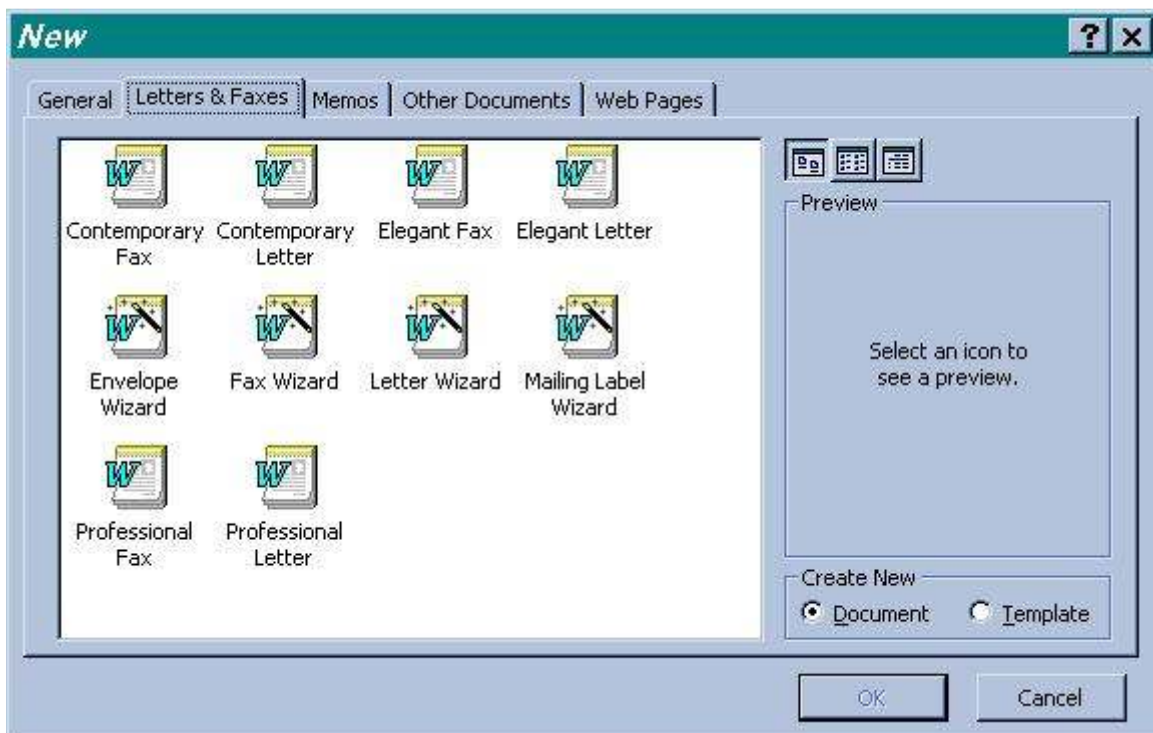 New
General Letters & Faxes Memos Other Documents Web Pages
Contemporary Fax
Contemporary Letter
Elegant Fax
Elegant Letter
Preview
Select an icon to
see a preview.
Envelope Wizard
Fax Wizard
Letter Wizard
Mailing Label Wizard
Professional Fax
Professional Letter
Create New
Document Template
OK Cancel